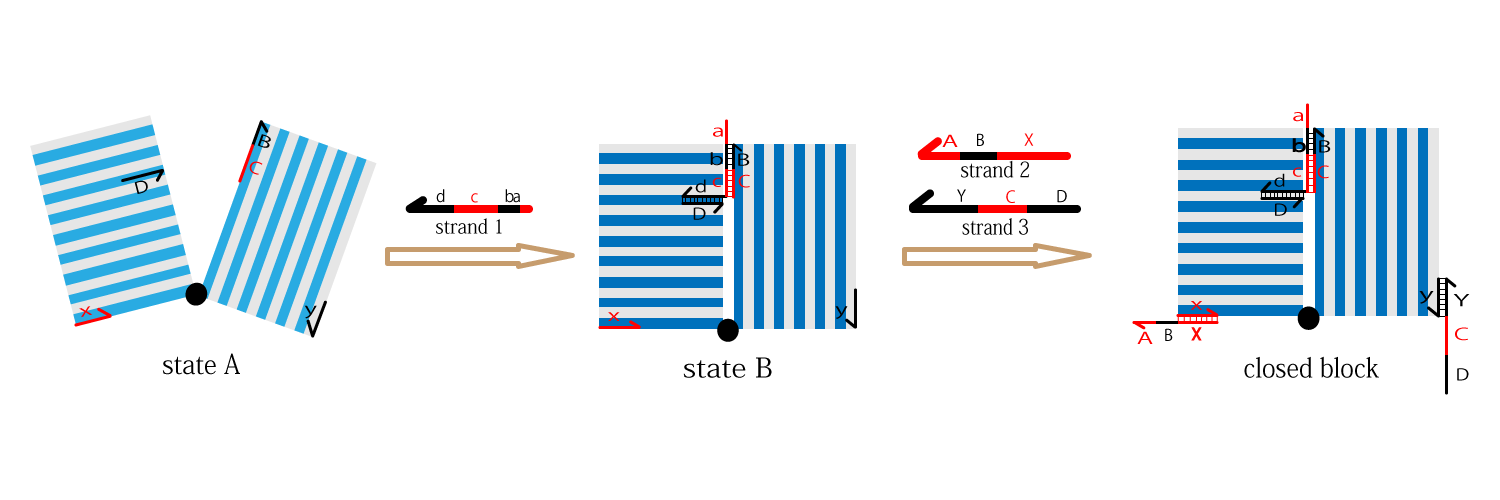 B
C
D
x
y
state A
d c ba
strand 1
a
b B
c C
d
D
x
y
state B
A B X
strand 2
Y C D
strand 3
a
b B
c C
d
D
x
y Y
A B X
C
D
closed block